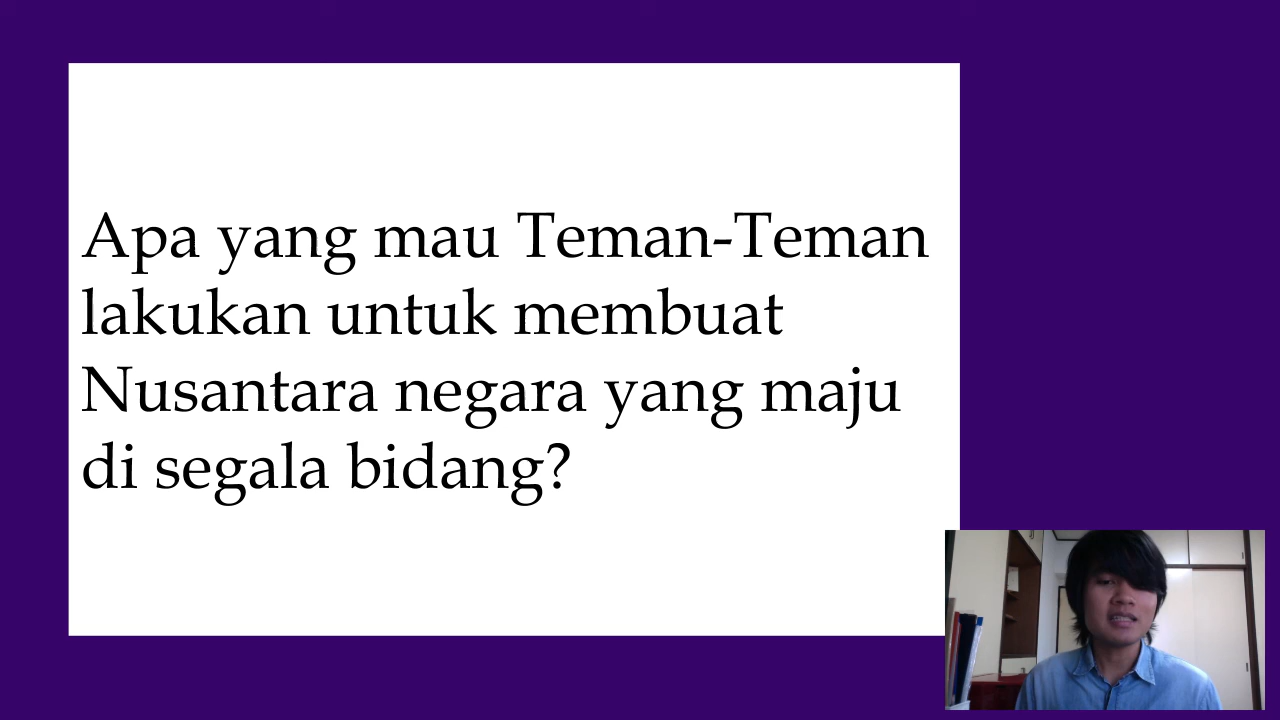 Apa yang mau Teman-Teman
lakukan untuk membuat
Nusantara negara yang maju
di segala bidang?